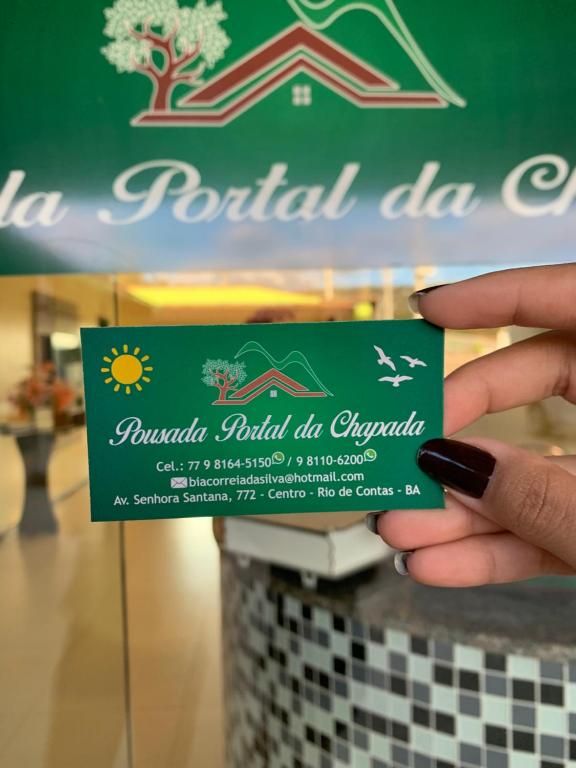 la Portal da Ch
Pousada Portal da Chapada
Cel.: 77 9 8164-5150 / 9 8110-6200
biacorreiadasilva@hotmail.com
Av. Senhora Santana, 772 - Centro - Rio de Contas - BA